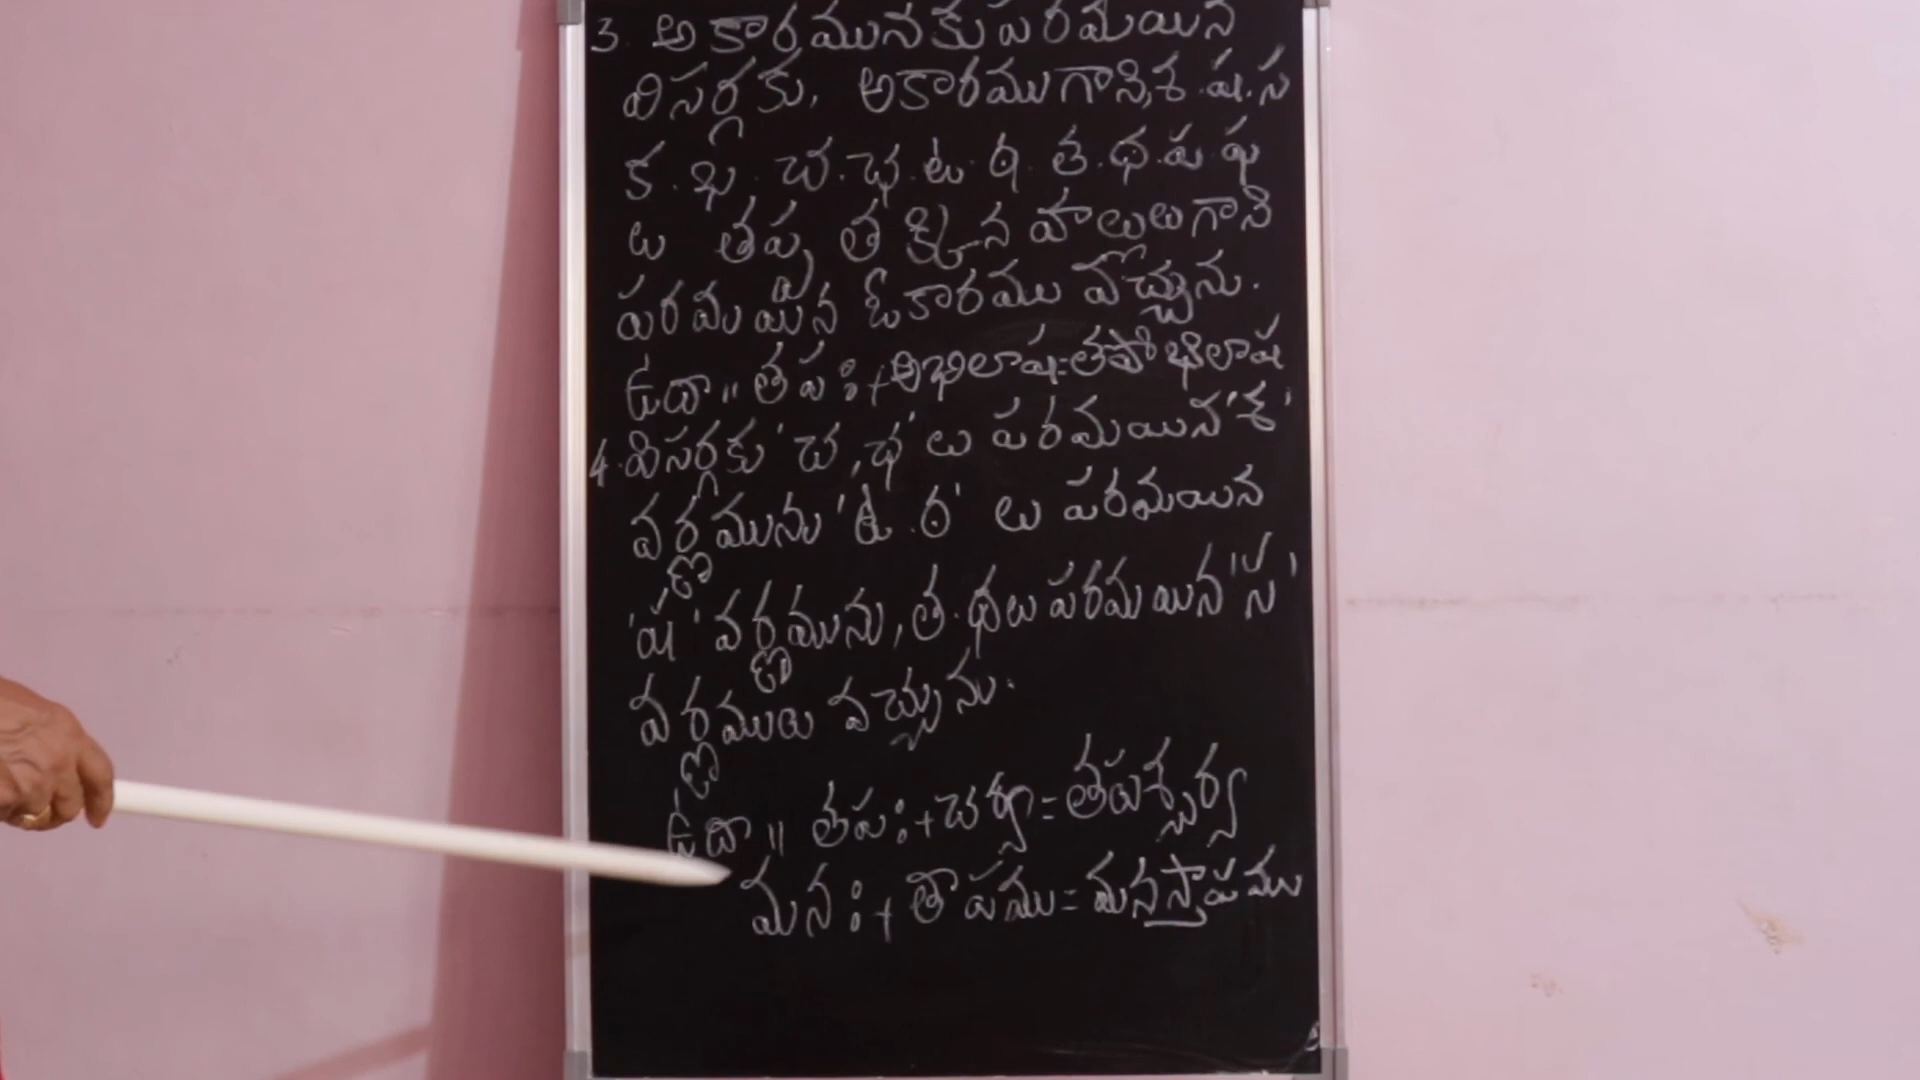 3. అకారమునకు పరమయిన
విసర్గకు, అకారముగాని, శ.ష.స
క.ఖ.చ.ఛ.ట.ఠ.త.థ.ప.ఫ
లు తప్ప తక్కిన హల్లులుగాని
పరమయిన ఓకారము వొచ్చును.
ఉదా॥ తపః+అభిలాష=తపోభిలాష
4. విసర్గకు 'చ,ఛ'లు పరమయిన 'శ'
వర్ణమును 'ట.ఠ' లు పరమయిన
'ష' వర్ణమును, త.థలు పరమయిన 'స'
వర్ణములు వచ్చును.
ఉదా॥ తపః+చర్య=తపశ్చర్య
మనః+తాపము=మనస్తాపము